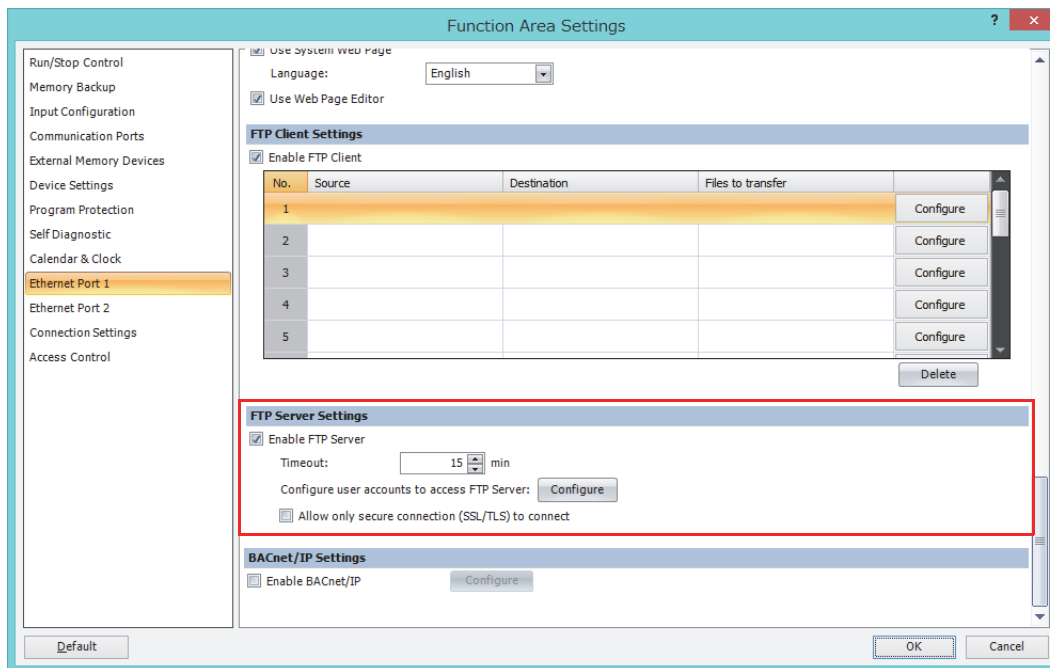 Function Area Settings
?
Run/Stop Control
Memory Backup
Input Configuration
Communication Ports
External Memory Devices
Device Settings
Program Protection
Self Diagnostic
Calendar & Clock
Ethernet Port 1
Ethernet Port 2
Connection Settings
Access Control
Use System Web Page
Language: English
Use Web Page Editor
FTP Client Settings
Enable FTP Client
No. Source Destination Files to transfer
1 Configure
2 Configure
3 Configure
4 Configure
5 Configure
Delete
FTP Server Settings
Enable FTP Server
Timeout: 15 min
Configure user accounts to access FTP Server: Configure
Allow only secure connection (SSL/TLS) to connect
BACnet/IP Settings
Enable BACnet/IP Configure
Default OK Cancel